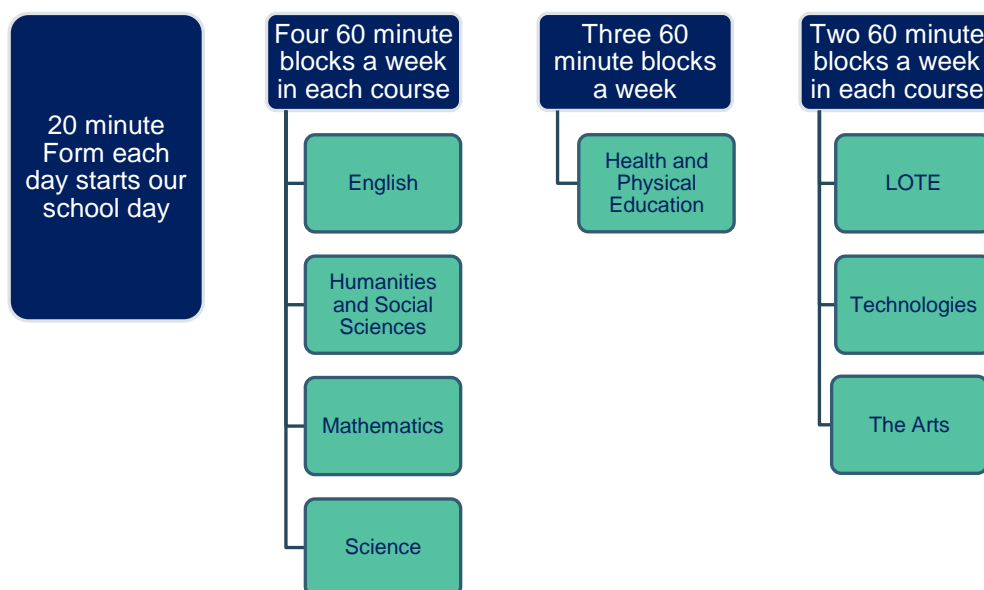 20 minute
Form each
day starts our
school day
Four 60 minute
blocks a week
in each course
English
Humanities
and Social
Sciences
Mathematics
Science
Three 60
minute blocks
a week
Health and
Physical
Education
Two 60 minute
blocks a week
in each course
LOTE
Technologies
The Arts